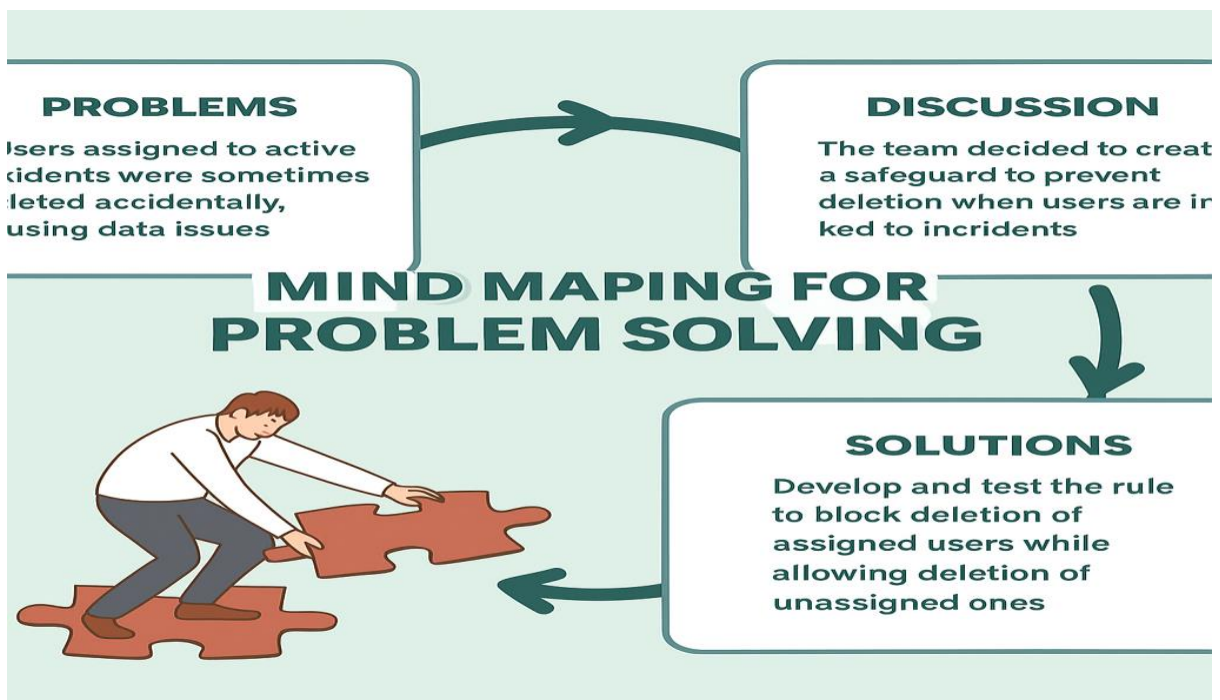 PROBLEMS
Jsers assigned to active
kidents were sometimes
leted accidentally,
using data issues
DISCUSSION
The team decided to creat
a safeguard to prevent
deletion when users are in
ked to incridents
MIND MAPING FOR
PROBLEM SOLVING
SOLUTIONS
Develop and test the rule
to block deletion of
assigned users while
allowing deletion of
unassigned ones